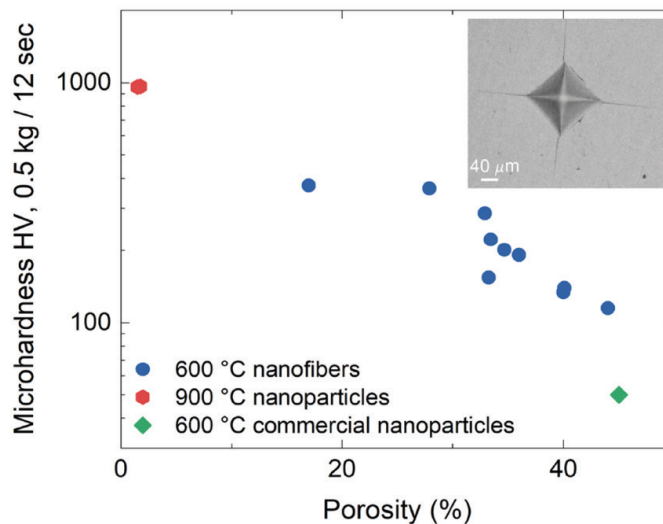 Microhardness HV, 0.5 kg / 12 sec
1000
100
40 μm
600 °C nanofibers
900 °C nanoparticles
600 °C commercial nanoparticles
0
20
40
Porosity (%)